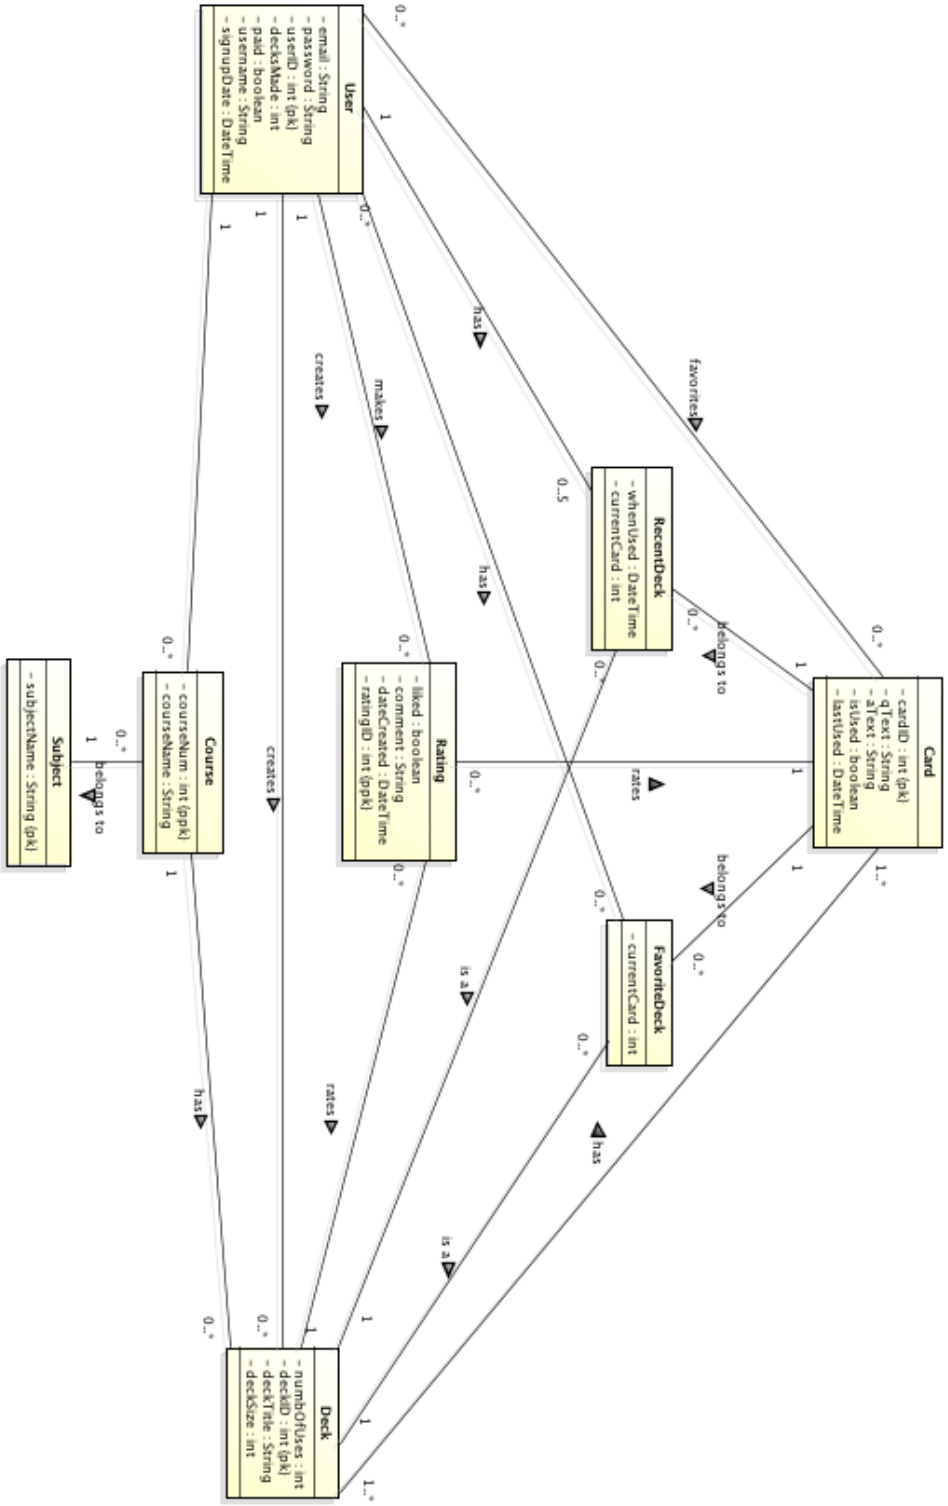 Card
- cardID : int {pk}
- qText : String
- aText : String
- isUsed : boolean
- lastUsed : DateTime
0..*
1..*
1
1
1
favorites
belongs to
belongs to
0..*
0..*
RecentDeck
- whenUsed : DateTime
- currentCard : int
FavoriteDeck
- currentCard : int
rates
0..*
0..*
0..*
has
0..5
0..*
has
has
is a
is a
0..*
1
User
- email : String
- password : String
- userID : int {pk}
- decksMade : int
- paid : boolean
- username : String
- signupDate : DateTime
0..*
1
1
1
makes
creates
Rating
- liked : boolean
- comment : String
- dateCreated : DateTime
- ratingID : int {ppk}
0..*
0..*
rates
1
1
1..*
1
Deck
- numbOfUses : int
- deckID : int {pk}
- deckTitle : String
- deckSize : int
creates
0..*
0..*
has
Course
- courseNum : int {ppk}
- courseName : String
0..*
1
0..*
belongs to
1
Subject
- subjectName : String {pk}